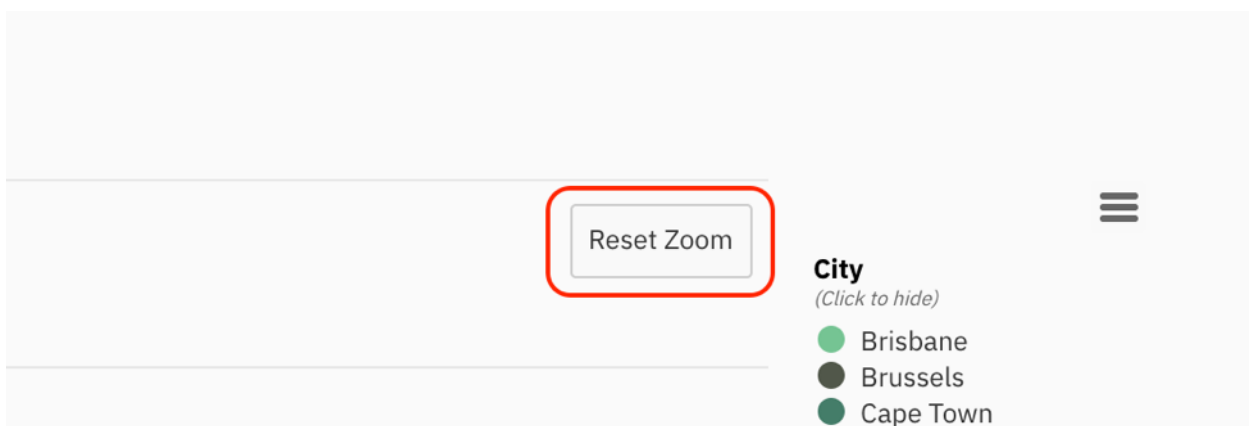 Reset Zoom
City
(Click to hide)
Brisbane
Brussels
Cape Town